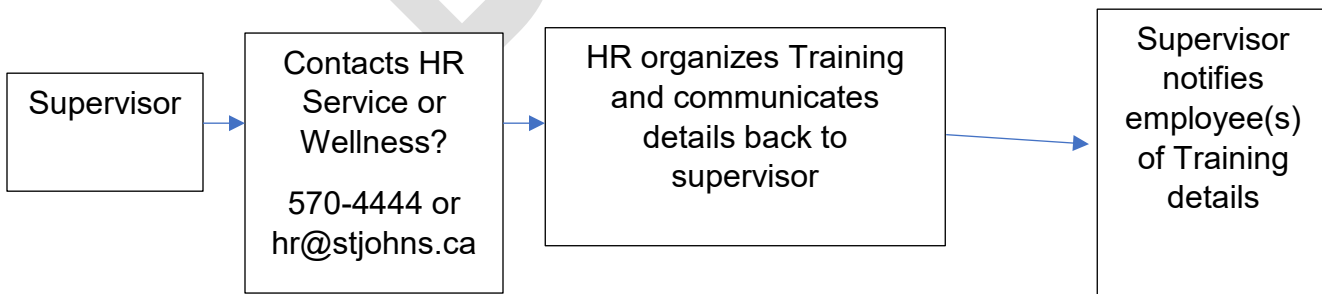 Supervisor
Contacts HR
Service or
Wellness?
570-4444 or
hr@stjohns.ca
HR organizes Training
and communicates
details back to
supervisor
Supervisor
notifies
employee(s)
of Training
details